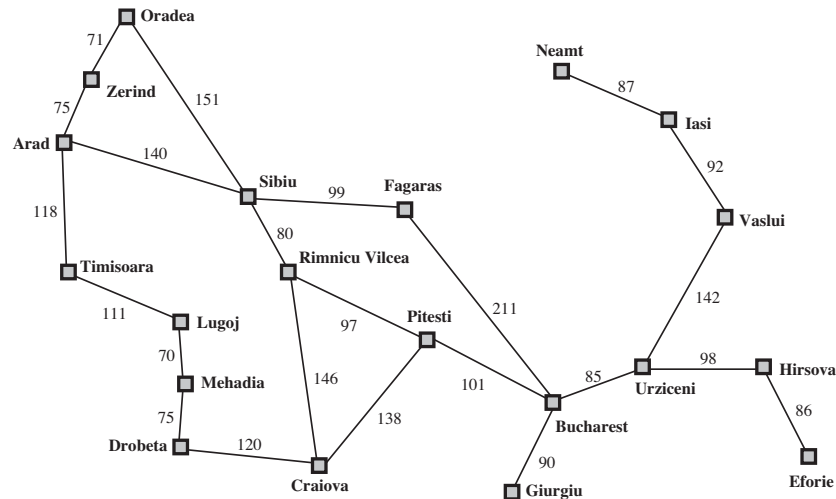 Oradea
71
Neamt
Zerind
87
151
75
Iasi
Arad
140
92
Sibiu
99
Fagaras
118
Vaslui
80
Timisoara
Rimnicu Vilcea
142
111
211
Lugoj
97
Pitesti
70
98
Hirsova
146
101
85
Mehadia
Urziceni
75
138
86
Bucharest
120
Drobeta
90
Craiova
Eforie
Giurgiu